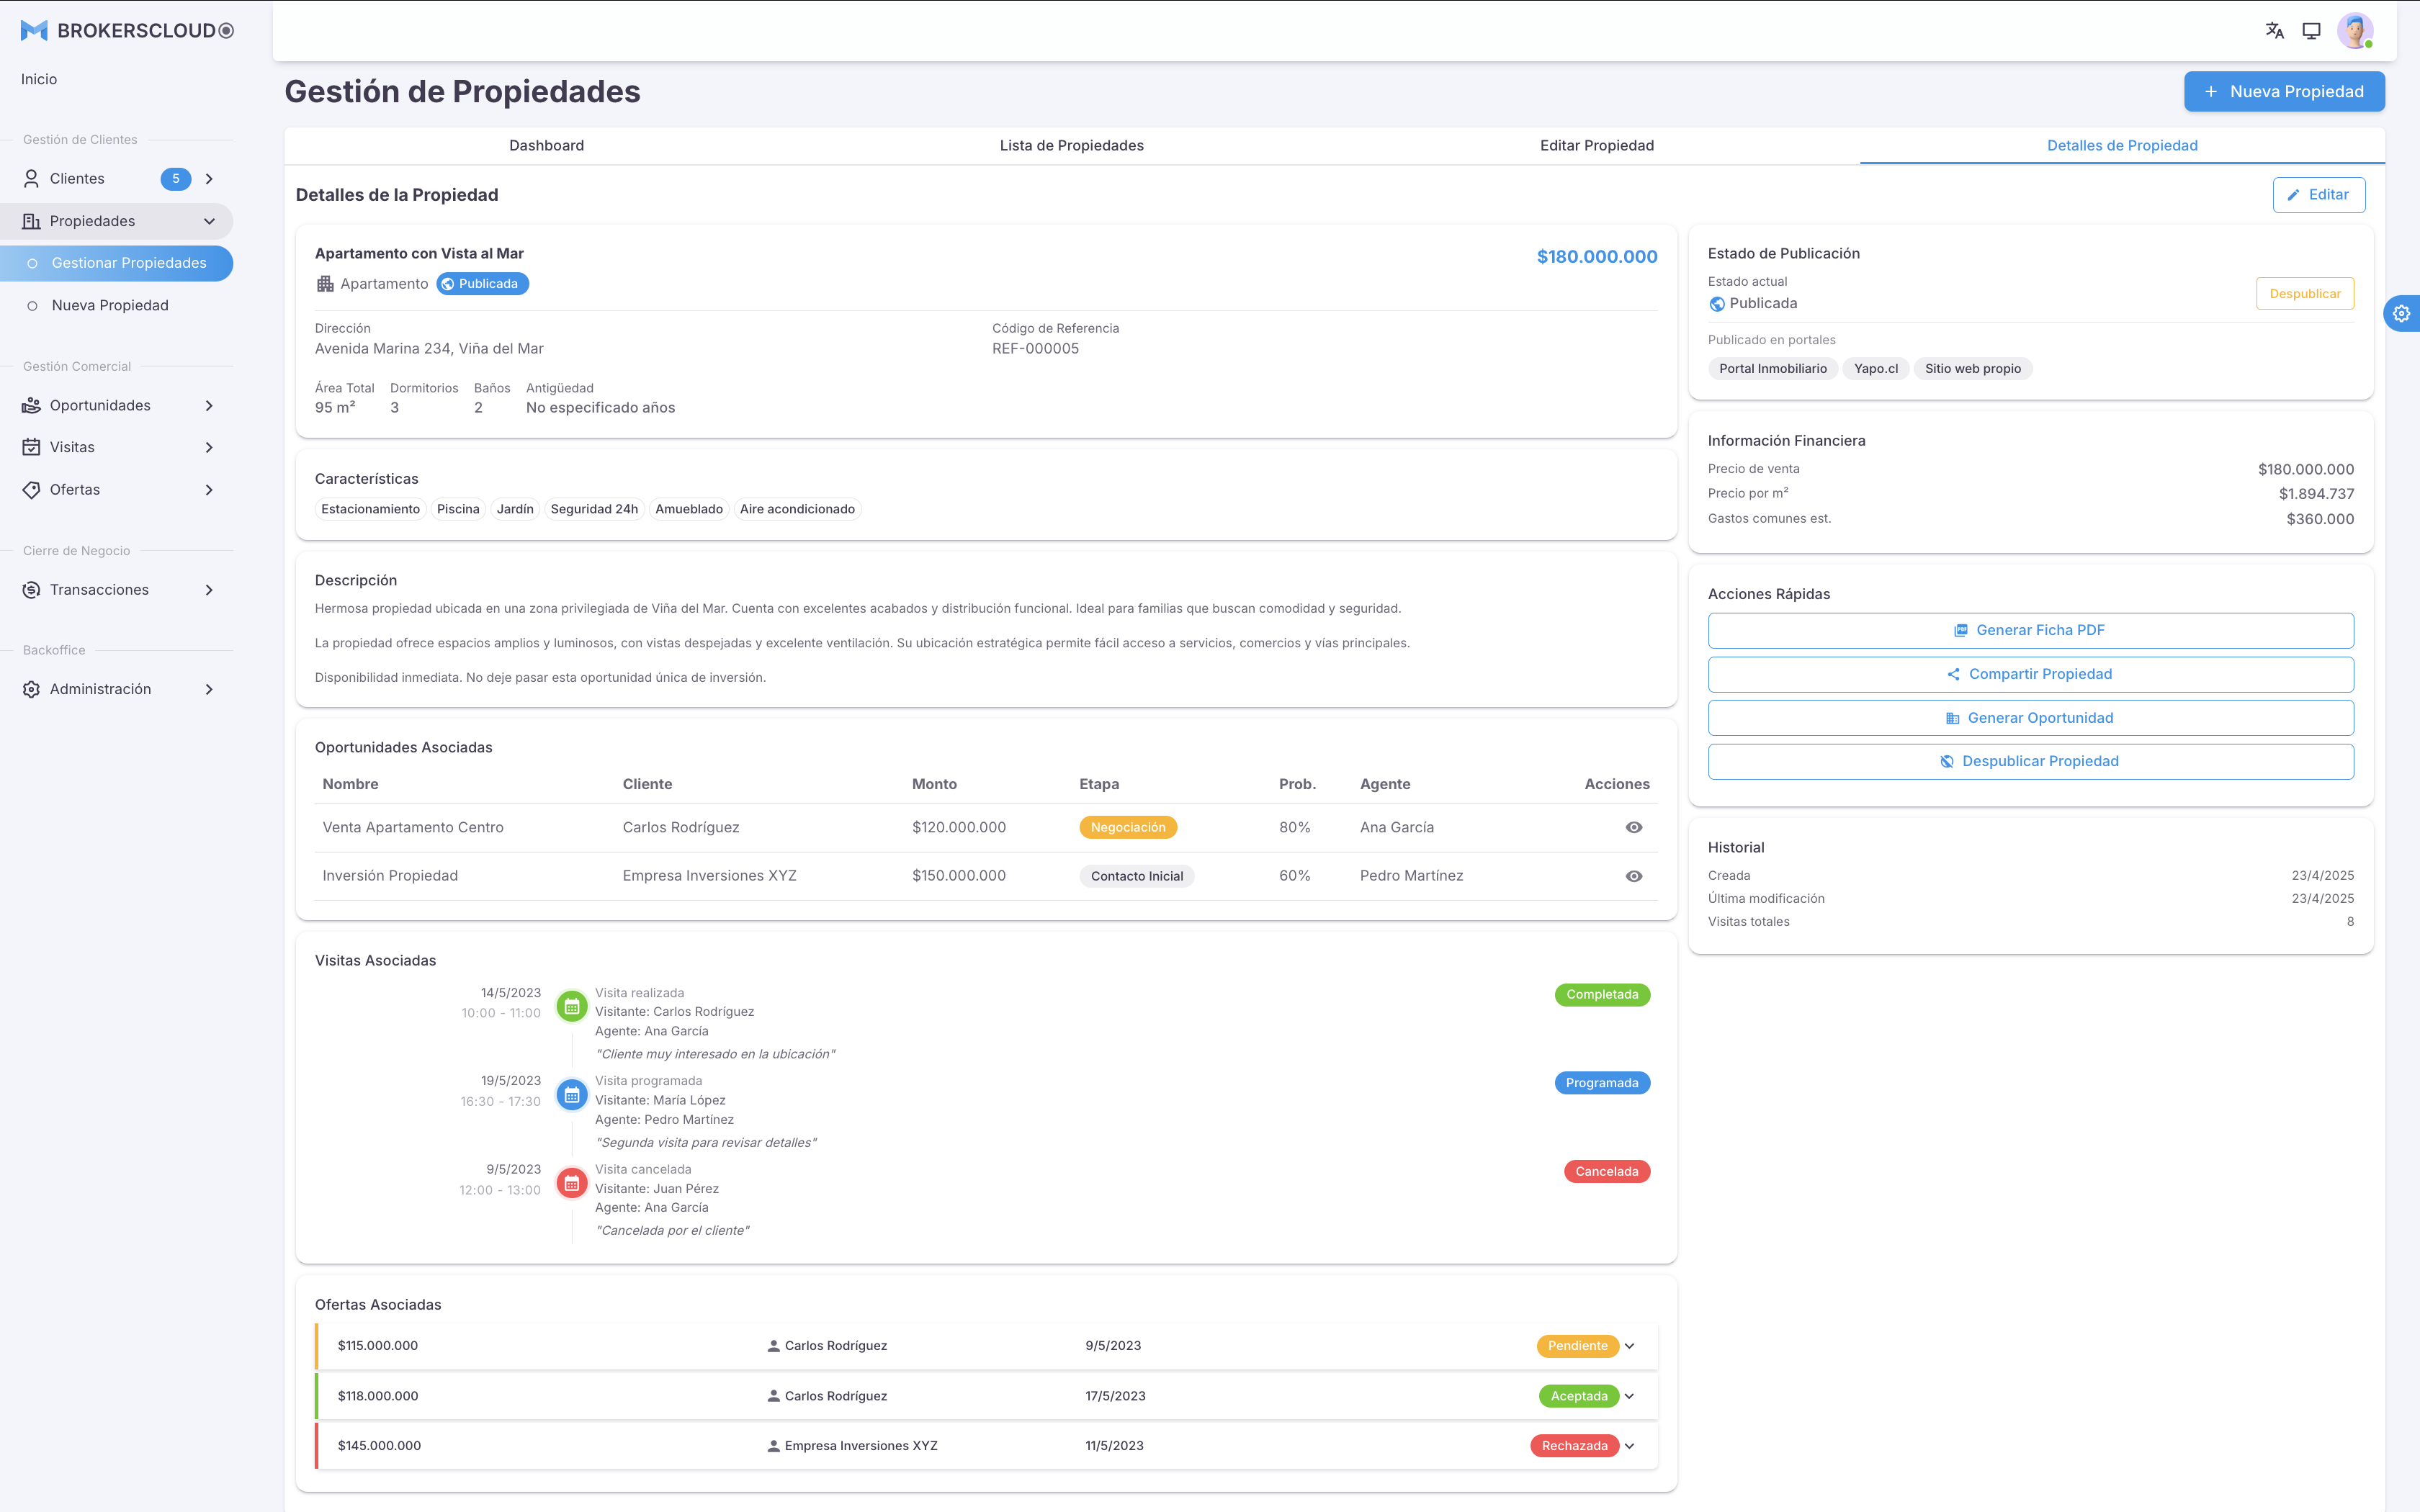 BROKERSCLOUD
Inicio
Gestión de Clientes
Clientes 5
Propiedades
Gestionar Propiedades
Nueva Propiedad
Gestión Comercial
Oportunidades
Visitas
Ofertas
Cierre de Negocio
Transacciones
Backoffice
Administración
Gestión de Propiedades
+ Nueva Propiedad
Dashboard Lista de Propiedades Editar Propiedad Detalles de Propiedad
Detalles de la Propiedad
Editar
Apartamento con Vista al Mar
$180.000.000
Apartamento Publicada
Dirección Código de Referencia
Avenida Marina 234, Viña del Mar REF-000005
Área Total Dormitorios Baños Antigüedad
95 m² 3 2 No especificado años
Características
Estacionamiento Piscina Jardín Seguridad 24h Amueblado Aire acondicionado
Descripción
Hermosa propiedad ubicada en una zona privilegiada de Viña del Mar. Cuenta con excelentes acabados y distribución funcional. Ideal para familias que buscan comodidad y seguridad.
La propiedad ofrece espacios amplios y luminosos, con vistas despejadas y excelente ventilación. Su ubicación estratégica permite fácil acceso a servicios, comercios y vías principales.
Disponibilidad inmediata. No deje pasar esta oportunidad única de inversión.
Oportunidades Asociadas
Nombre Cliente Monto Etapa Prob. Agente Acciones
Venta Apartamento Centro Carlos Rodríguez $120.000.000 Negociación 80% Ana García
Inversión Propiedad Empresa Inversiones XYZ $150.000.000 Contacto Inicial 60% Pedro Martínez
Visitas Asociadas
14/5/2023 Visita realizada Completada
10:00 - 11:00 Visitante: Carlos Rodríguez
Agente: Ana García
"Cliente muy interesado en la ubicación"
19/5/2023 Visita programada Programada
16:30 - 17:30 Visitante: María López
Agente: Pedro Martínez
"Segunda visita para revisar detalles"
9/5/2023 Visita cancelada Cancelada
12:00 - 13:00 Visitante: Juan Pérez
Agente: Ana García
"Cancelada por el cliente"
Ofertas Asociadas
$115.000.000 Carlos Rodríguez 9/5/2023 Pendiente
$118.000.000 Carlos Rodríguez 17/5/2023 Aceptada
$145.000.000 Empresa Inversiones XYZ 11/5/2023 Rechazada
Estado de Publicación
Estado actual
Publicada
Despublicar
Publicado en portales
Portal Inmobiliario Yapo.cl Sitio web propio
Información Financiera
Precio de venta $180.000.000
Precio por m² $1.894.737
Gastos comunes est. $360.000
Acciones Rápidas
Generar Ficha PDF
Compartir Propiedad
Generar Oportunidad
Despublicar Propiedad
Historial
Creada 23/4/2025
Última modificación 23/4/2025
Visitas totales 8